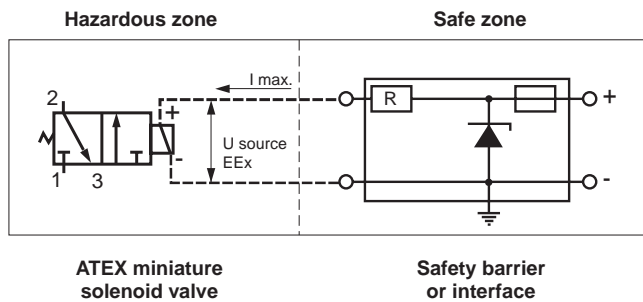 Hazardous zone
Safe zone
I max.
2
+
R
+
U source
EEx
-
1
3
-
ATEX miniature
solenoid valve
Safety barrier
or interface